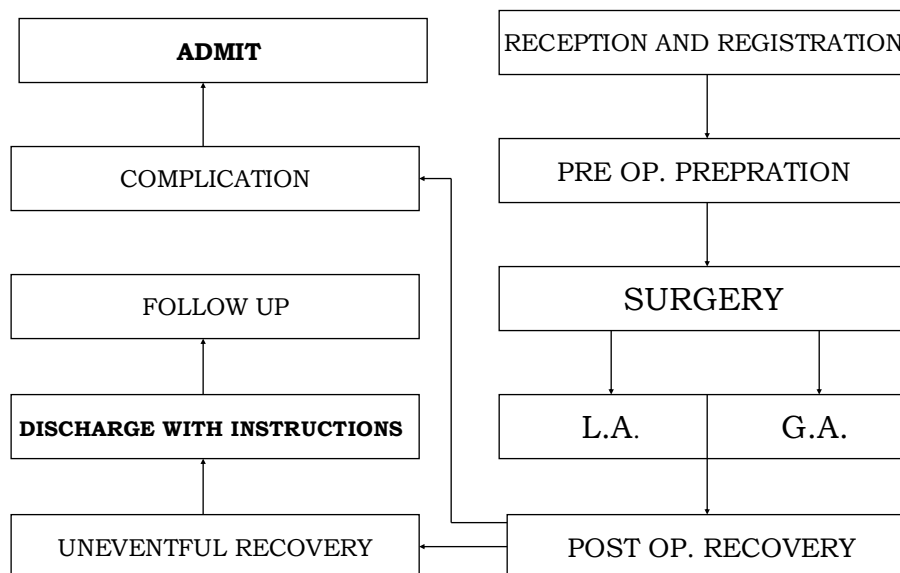 ADMIT
RECEPTION AND REGISTRATION
COMPLICATION
PRE OP. PREPRATION
FOLLOW UP
SURGERY
DISCHARGE WITH INSTRUCTIONS
L.A.
G.A.
UNEVENTFUL RECOVERY
POST OP. RECOVERY